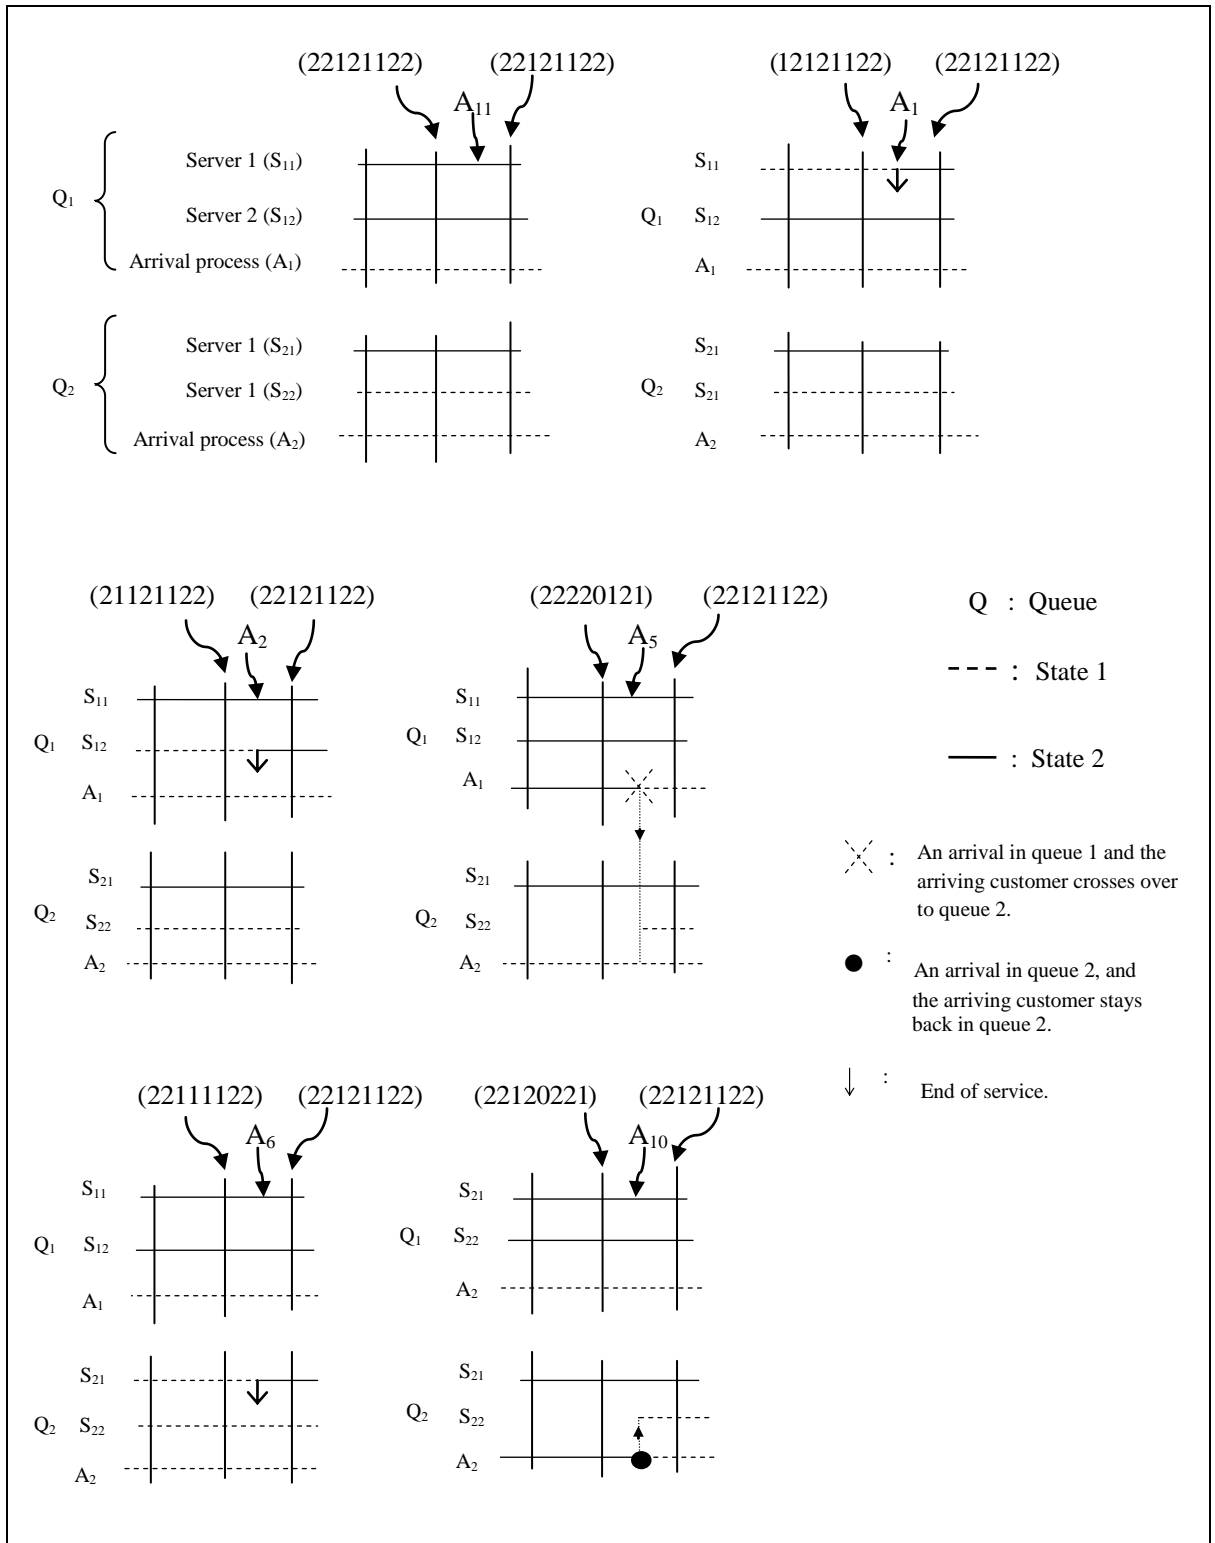 (22121122) (22121122)
A11
Server 1 (S11)
Q1
Server 2 (S12)
Arrival process (A1)
Server 1 (S21)
Q2
Server 1 (S22)
Arrival process (A2)
(12121122) (22121122)
A1
S11
Q1 S12
A1
S21
Q2 S21
A2
(21121122) (22121122)
A2
S11
Q1 S12
A1
S21
Q2 S22
A2
(22220121) (22121122)
A5
S11
Q1 S12
A1
S21
Q2 S22
A2
Q : Queue
: State 1
: State 2
: An arrival in queue 1 and the
arriving customer crosses over
to queue 2.
:
An arrival in queue 2, and
the arriving customer stays
back in queue 2.
:
End of service.
(22111122) (22121122)
A6
S11
Q1 S12
A1
S21
Q2 S22
A2
(22120221) (22121122)
A10
S21
Q1 S22
A2
S21
Q2 S22
A2